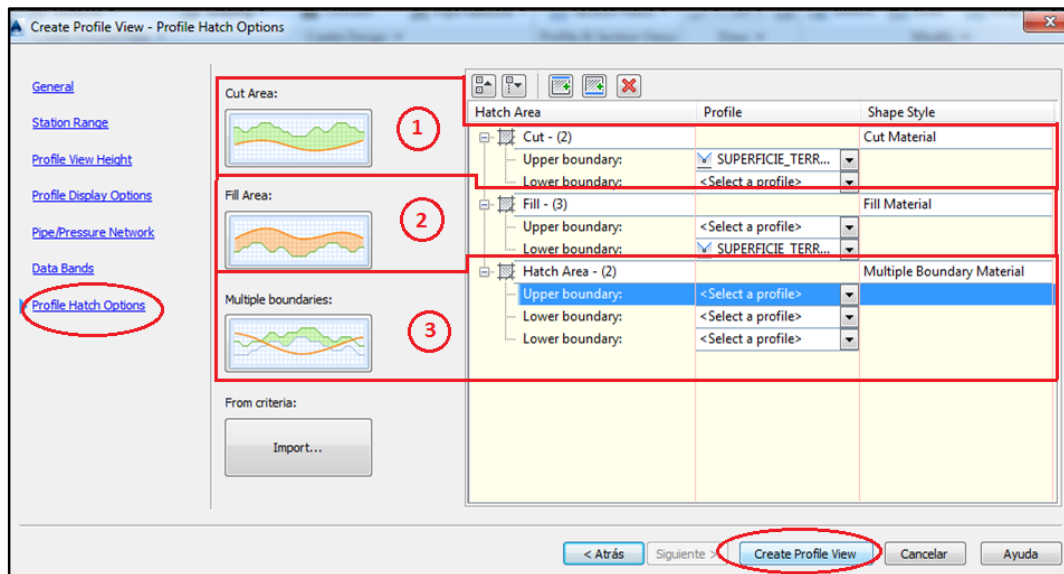 Create Profile View - Profile Hatch Options
General
Station Range
Profile View Height
Profile Display Options
Pipe/Pressure Network
Data Bands
Profile Hatch Options
Cut Area:
1
Fill Area:
2
Multiple boundaries:
3
From criteria:
Import...
Hatch Area Profile Shape Style
Cut - (2) Cut Material
Upper boundary: SUPERFICIE_TERR...
Lower boundary: <Select a profile>
Fill - (3) Fill Material
Upper boundary: <Select a profile>
Lower boundary: SUPERFICIE_TERR...
Hatch Area - (2) Multiple Boundary Material
Upper boundary: <Select a profile>
Lower boundary: <Select a profile>
Lower boundary: <Select a profile>
< Atrás Siguiente > Create Profile View Cancelar Ayuda